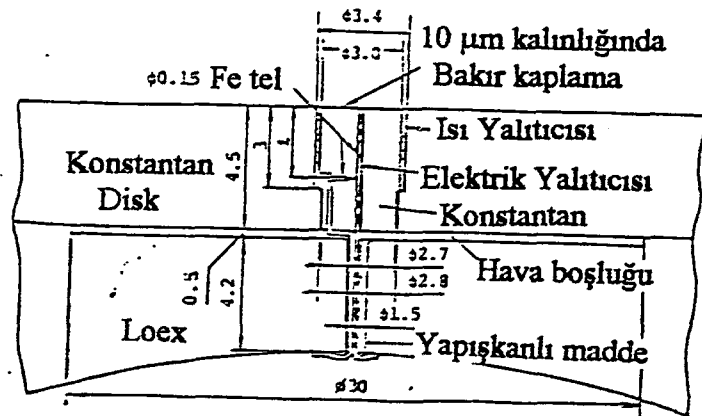 ϕ3.4
ϕ3.0
10 µm kalınlığında
Bakır kaplama
ϕ0.15 Fe tel
Isı Yalıtıcısı
3
1
4.5
Konstantan
Disk
Elektrik Yalıtıcısı
Konstantan
ϕ2.7
Hava boşluğu
ϕ2.8
0.5
4.2
ϕ1.5
Loex
Yapışkanlı madde
ϕ30